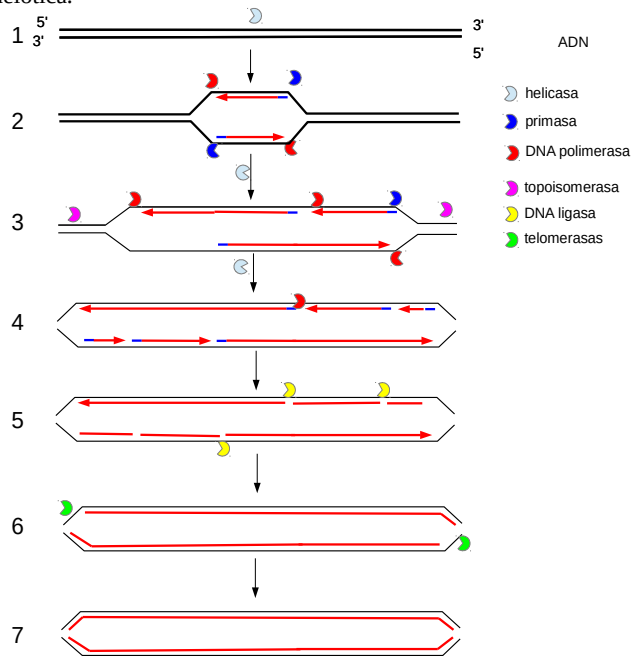 1 5' 3'
3' 5'
ADN
2
helicasa
primasa
DNA polimerasa
3
topoisomerasa
DNA ligasa
telomerasas
4
5
6
7